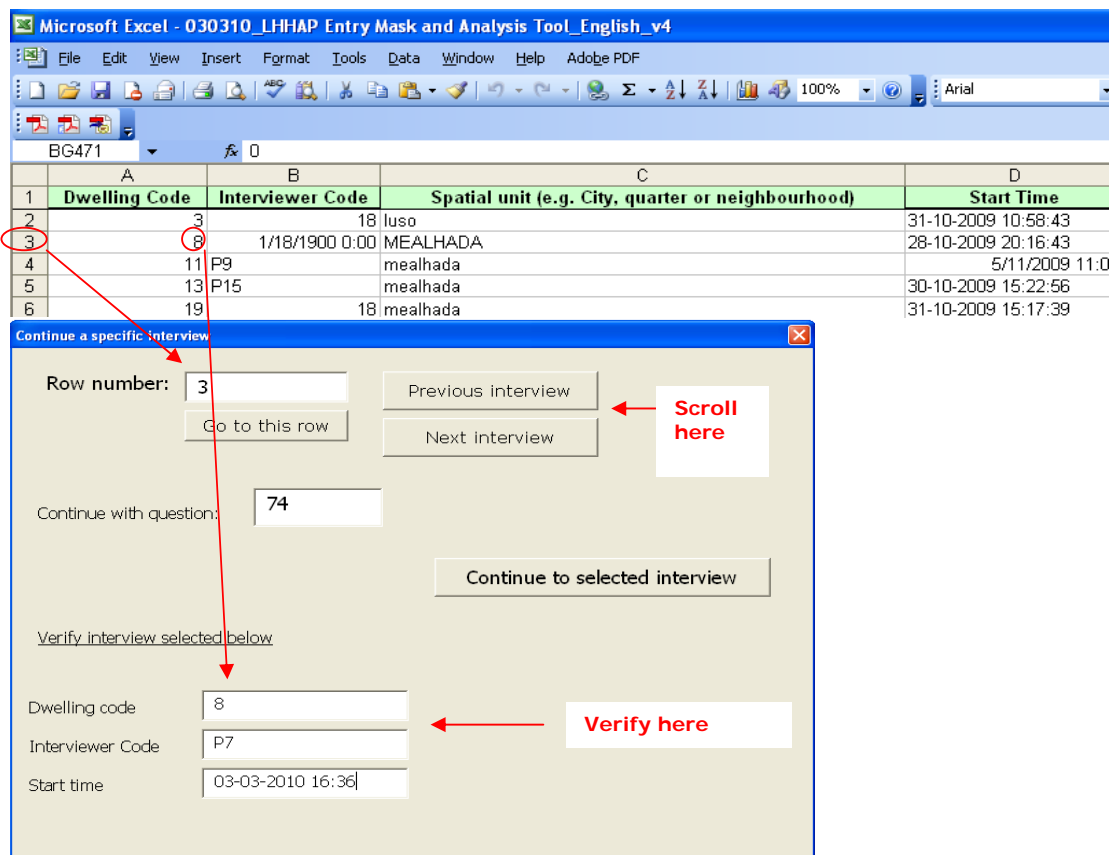 Microsoft Excel - 030310_LHHAP Entry Mask and Analysis Tool_English_v4
File Edit View Insert Format Tools Data Window Help Adobe PDF
100% Arial
BG471 fx 0
A B C D
1 Dwelling Code Interviewer Code Spatial unit (e.g. City, quarter or neighbourhood) Start Time
2 3 18 luso 31-10-2009 10:58:43
3 8 1/18/1900 0:00 MEALHADA 28-10-2009 20:16:43
4 11 P9 mealhada 5/11/2009 11:0
5 13 P15 mealhada 30-10-2009 15:22:56
6 19 18 mealhada 31-10-2009 15:17:39
Continue a specific interview
Row number: 3 Previous interview
Go to this row Next interview
Scroll
here
Continue with question: 74
Continue to selected interview
Verify interview selected below
Dwelling code 8
Interviewer Code P7
Start time 03-03-2010 16:36
Verify here